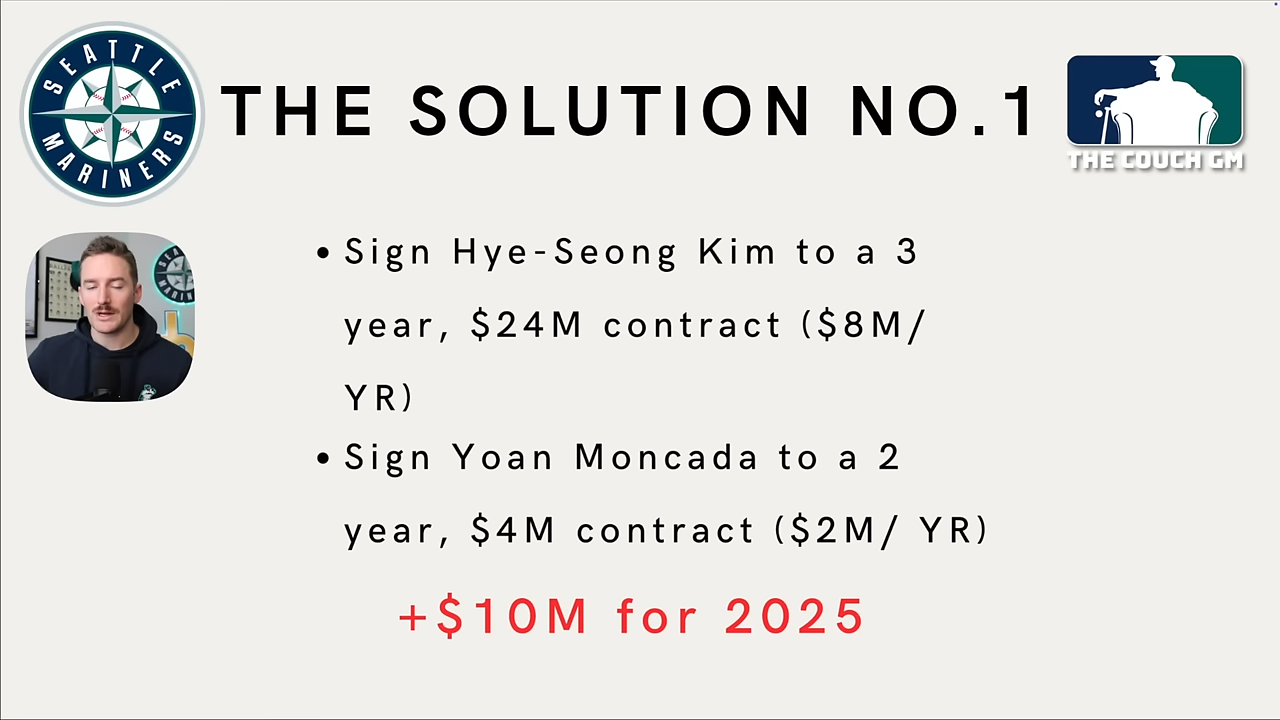 SEATTLE
MARINERS
THE SOLUTION NO.1
THE COUCH GM
• Sign Hye-Seong Kim to a 3
year, $24M contract ($8M/
YR)
• Sign Yoan Moncada to a 2
year, $4M contract ($2M/ YR)
+$10M for 2025